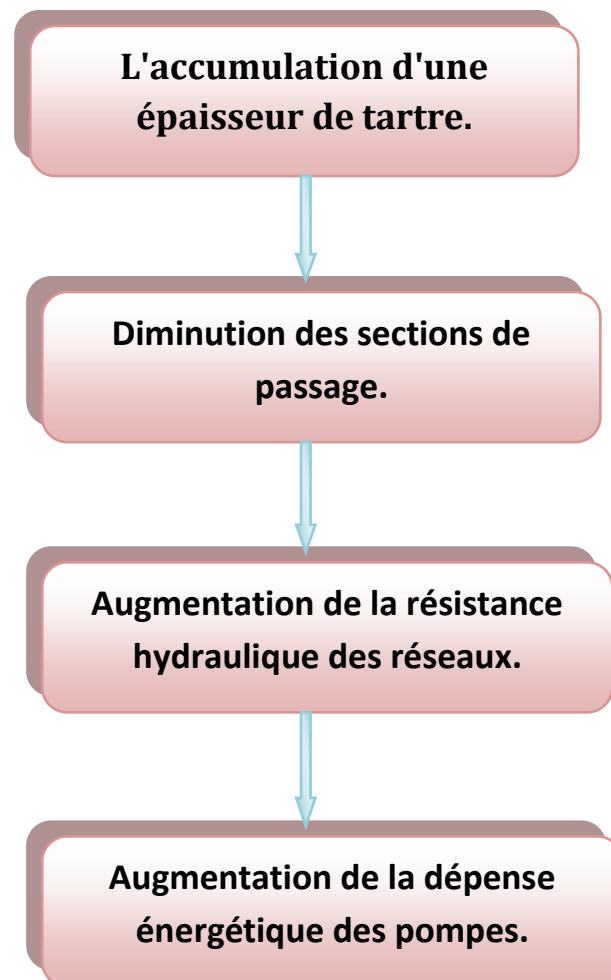 L'accumulation d'une
épaisseur de tartre.
Diminution des sections de
passage.
Augmentation de la résistance
hydraulique des réseaux.
Augmentation de la dépense
énergétique des pompes.